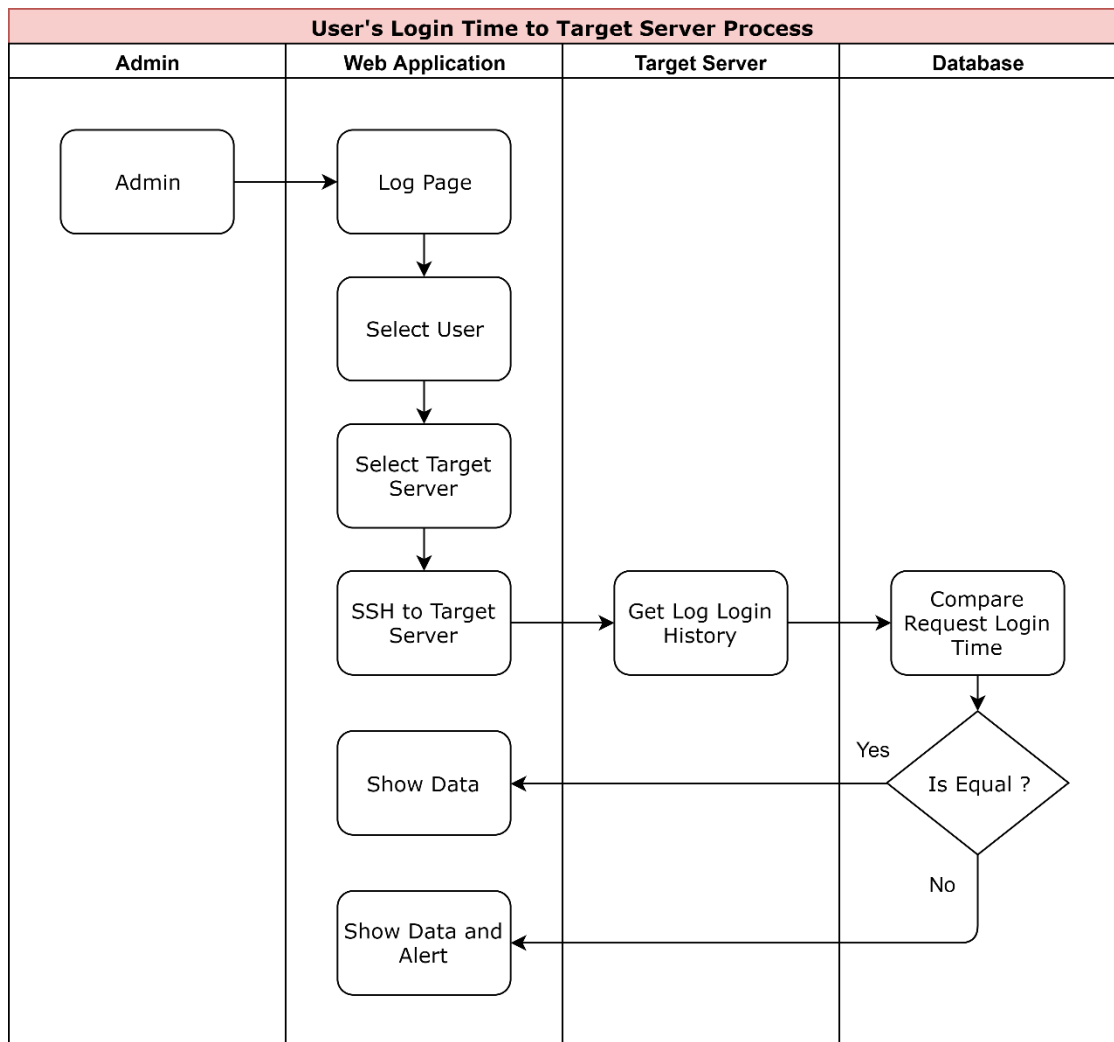 User's Login Time to Target Server Process
Admin
Web Application
Target Server
Database
Admin
Log Page
Select User
Select Target
Server
SSH to Target
Server
Get Log Login
History
Compare
Request Login
Time
Yes
Is Equal ?
Show Data
No
Show Data and
Alert